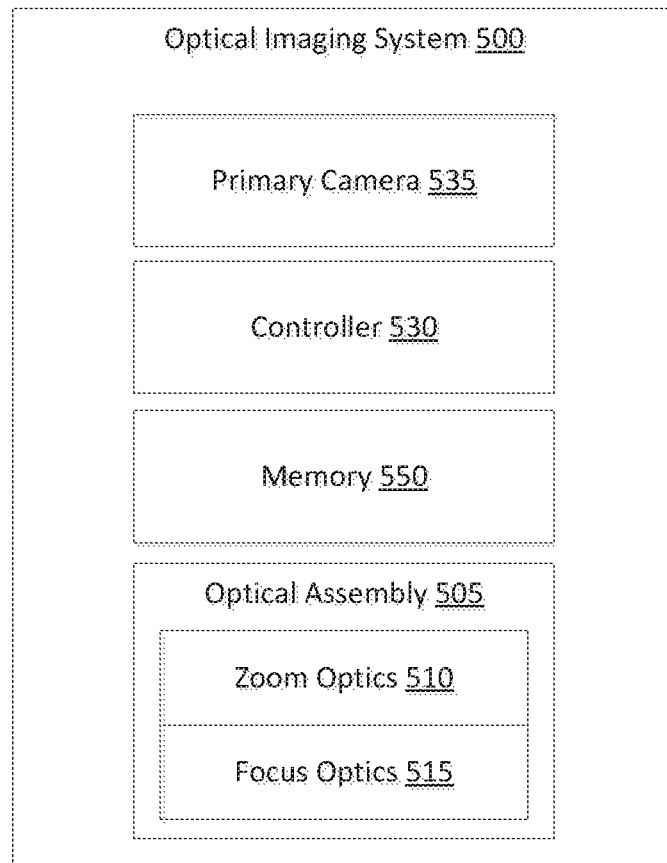 Optical Imaging System 500
Primary Camera 535
Controller 530
Memory 550
Optical Assembly 505
Zoom Optics 510
Focus Optics 515